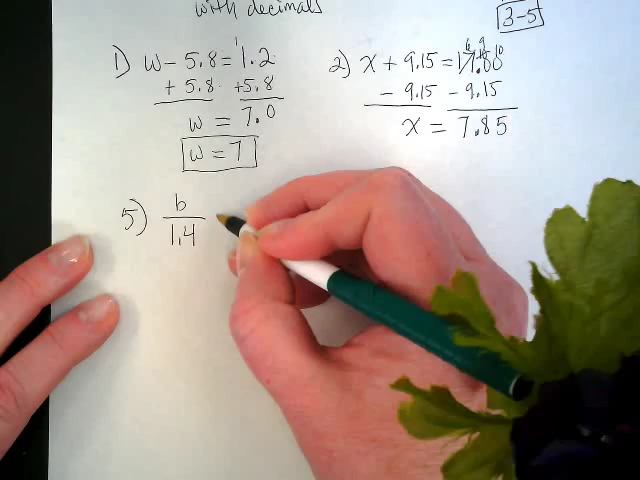 with decimals
3-5
1) w - 5.8 = 1.2
+ 5.8 +5.8
w = 7.0
w = 7
2) x + 9.15 = 17.00
- 9.15 - 9.15
x = 7.85
5) b
1.4